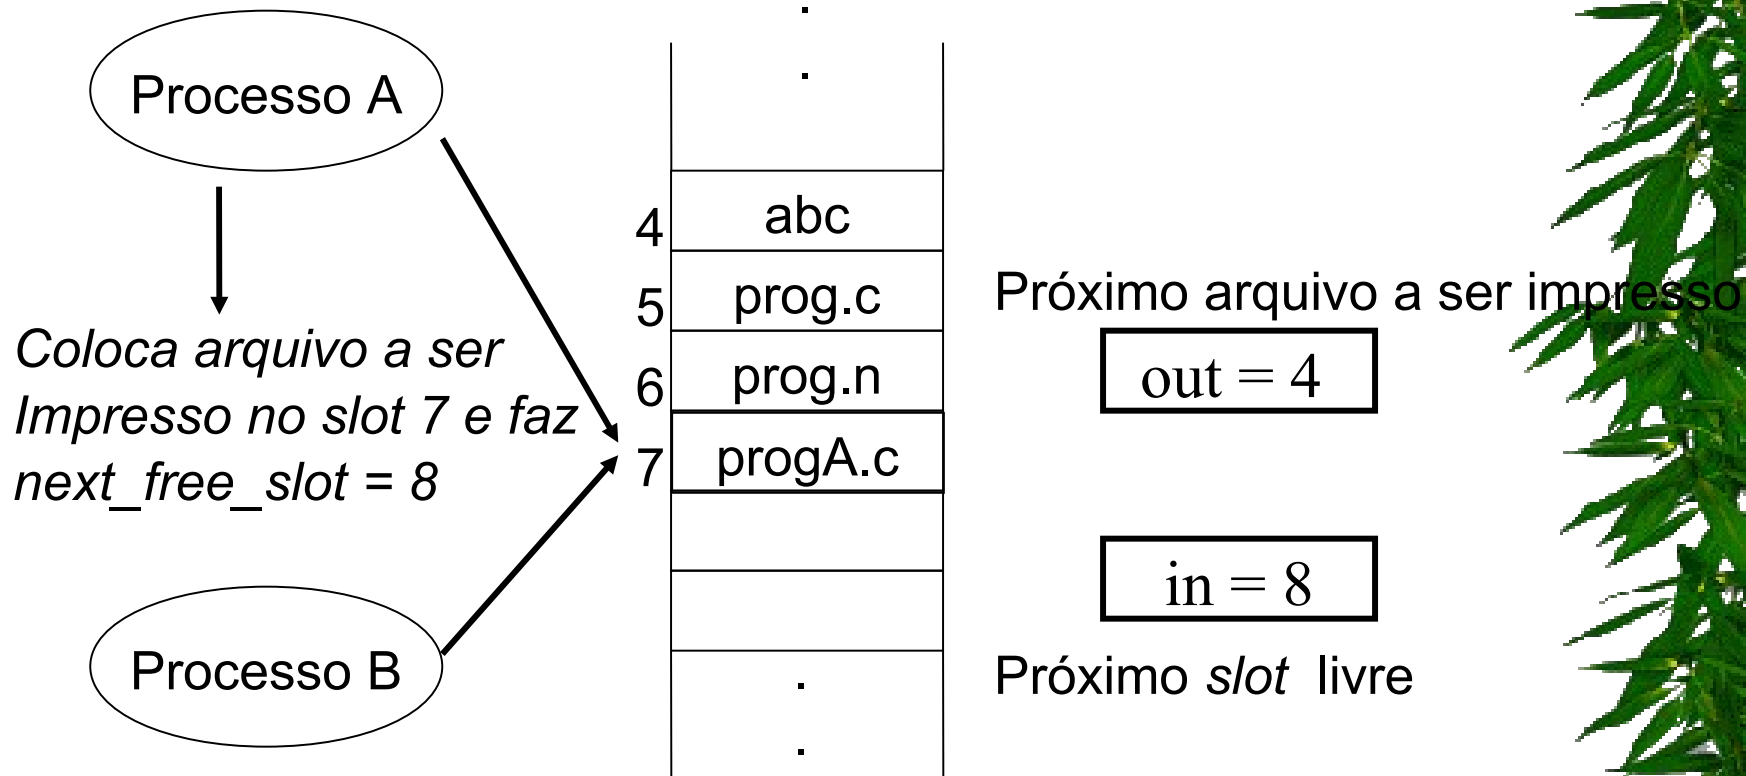 Processo A
Coloca arquivo a ser
Impresso no slot 7 e faz
next_free_slot = 8
Processo B
4 abc
5 prog.c
6 prog.n
7 progA.c
Próximo arquivo a ser impresso
out = 4
in = 8
Próximo slot livre